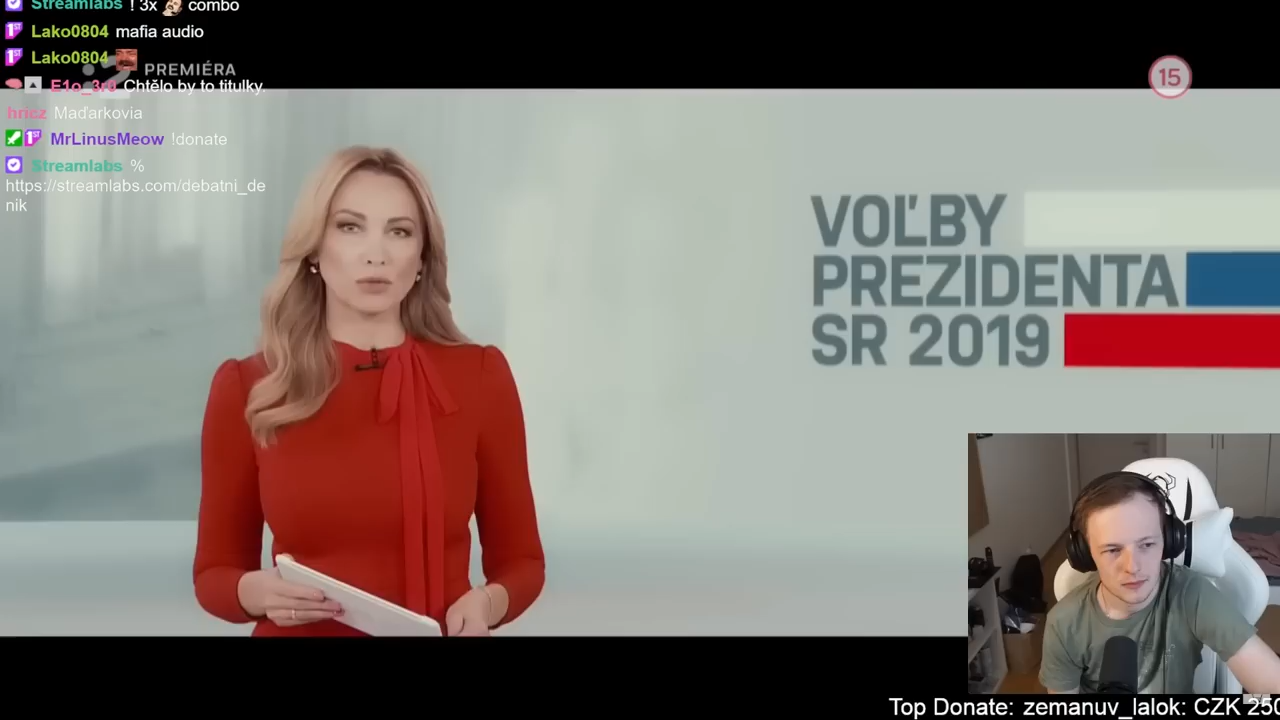 Streamlabs ! 3x combo
Lako0804 mafia audio
Lako0804
PREMIÉRA
E1o_3r0 Chtělo by to titulky.
hricz Maďarkovia
MrLinusMeow !donate
Streamlabs %
https://streamlabs.com/debatni_de
nik
15
VOĽBY
PREZIDENTA
SR 2019
Top Donate: zemanuv_lalok: CZK 250